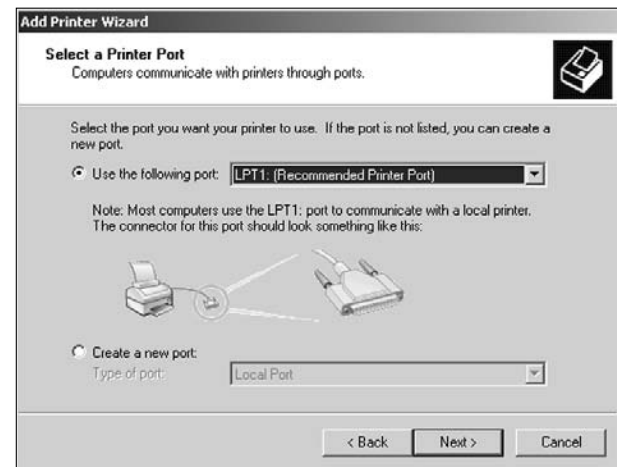 Add Printer Wizard
Select a Printer Port
Computers communicate with printers through ports.
Select the port you want your printer to use. If the port is not listed, you can create a
new port.
Use the following port: LPT1: (Recommended Printer Port)
Note: Most computers use the LPT1: port to communicate with a local printer.
The connector for this port should look something like this:
Create a new port:
Type of port: Local Port
< Back Next > Cancel